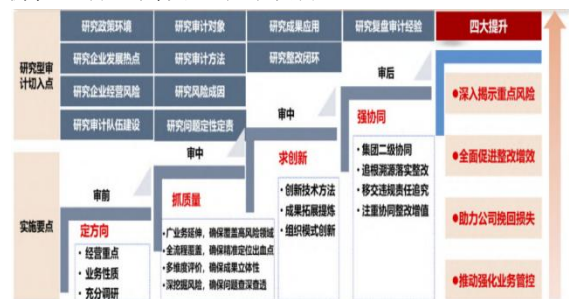 研究政策环境
研究审计对象
研究成果应用
研究复盘审计经验
四大提升
研究型审计切入点
研究企业发展热点
研究审计方法
研究整改闭环
研究企业经营风险
研究风险成因
研究审计队伍建设
研究问题定性定责
审后
强协同
·集团二级协同
·追根溯源落实整改
·移交违规责任追究
·注重协同整改增值
审中
求创新
·创新技术方法
·成果拓展提炼
·组织模式创新
审中
抓质量
·广业务延伸，确保覆盖高风险领域
·全流程覆盖，确保精准定位出血点
·多维度评价，确保成果立体性
·深挖掘风险，确保问题查深查透
审前
定方向
·经营重点
·业务性质
·充分调研
实施要点
●深入揭示重点风险
●全面促进整改增效
●助力公司挽回损失
●推动强化业务管控